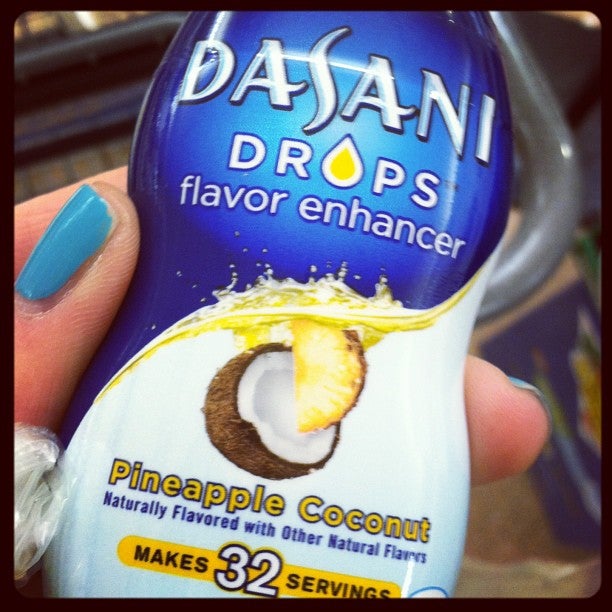 DASANI
DROPS
flavor enhancer
Pineapple Coconut
Naturally Flavored with Other Natural Flavors
MAKES 32 SERVINGS